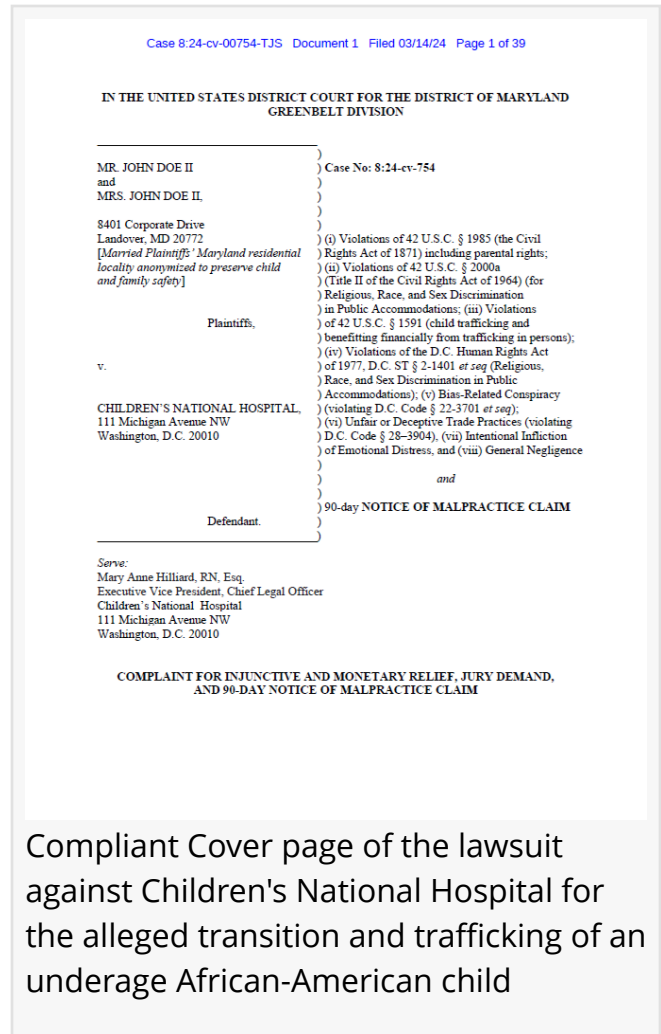 Case 8:24-cv-00754-TJS Document 1 Filed 03/14/24 Page 1 of 39
IN THE UNITED STATES DISTRICT COURT FOR THE DISTRICT OF MARYLAND
GREENBELT DIVISION
MR. JOHN DOE II
and
MRS. JOHN DOE II,
8401 Corporate Drive
Landover, MD 20772
[Married Plaintiffs' Maryland residential
locality anonymized to preserve child
and family safety]
Plaintiffs,
v.
CHILDREN'S NATIONAL HOSPITAL,
111 Michigan Avenue NW
Washington, D.C. 20010
Defendant.
)
) Case No: 8:24-cv-754
)
)
)
) (i) Violations of 42 U.S.C. § 1985 (the Civil
) Rights Act of 1871) including parental rights;
) (ii) Violations of 42 U.S.C. § 2000a
) (Title II of the Civil Rights Act of 1964) (for
) Religious, Race, and Sex Discrimination
) in Public Accommodations; (iii) Violations
) of 42 U.S.C. § 1591 (child trafficking and
) benefitting financially from trafficking in persons);
) (iv) Violations of the D.C. Human Rights Act
) of 1977, D.C. ST § 2-1401 et seq (Religious,
) Race, and Sex Discrimination in Public
) Accommodations); (v) Bias-Related Conspiracy
) (violating D.C. Code § 22-3701 et seq);
) (vi) Unfair or Deceptive Trade Practices (violating
) D.C. Code § 28–3904), (vii) Intentional Infliction
) of Emotional Distress, and (viii) General Negligence
)
) and
)
) 90-day NOTICE OF MALPRACTICE CLAIM
)
)
Serve:
Mary Anne Hilliard, RN, Esq.
Executive Vice President, Chief Legal Officer
Children's National Hospital
111 Michigan Avenue NW
Washington, D.C. 20010
COMPLAINT FOR INJUNCTIVE AND MONETARY RELIEF, JURY DEMAND,
AND 90-DAY NOTICE OF MALPRACTICE CLAIM
Compliant Cover page of the lawsuit
against Children's National Hospital for
the alleged transition and trafficking of an
underage African-American child